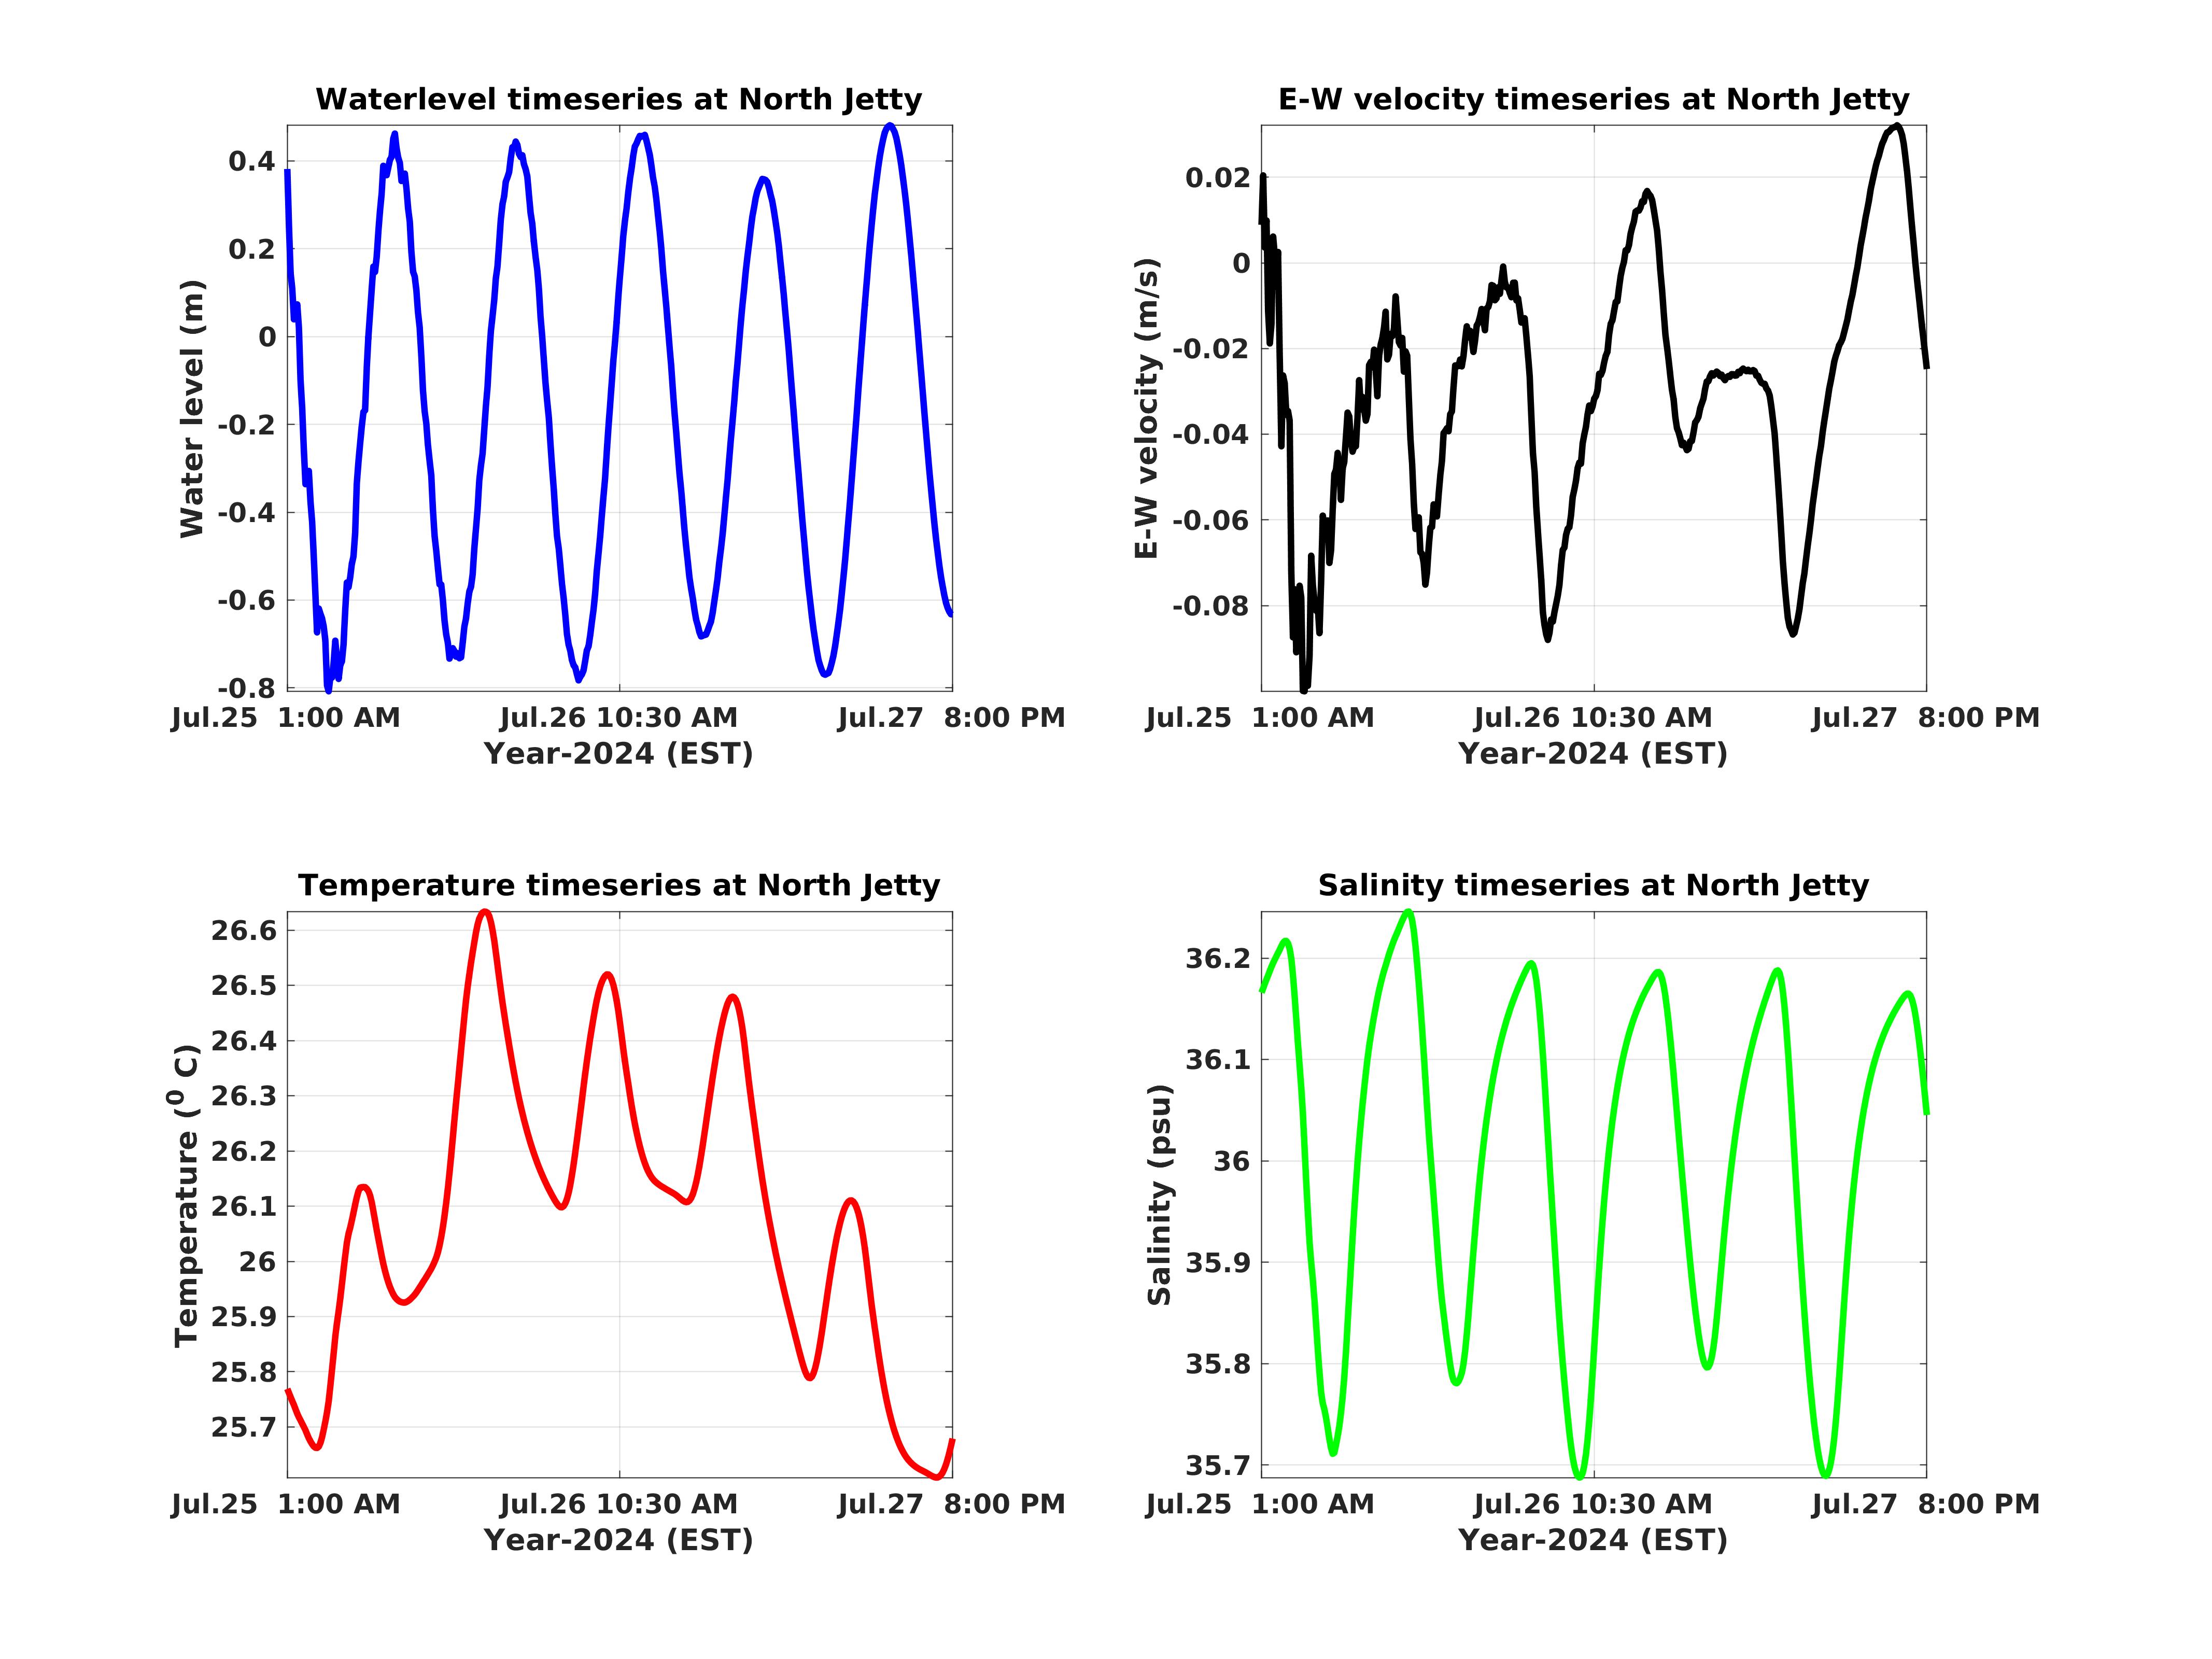 Waterlevel timeseries at North Jetty
0.4
0.2
0
-0.2
-0.4
-0.6
-0.8
Water level (m)
Jul.25 1:00 AM Jul.26 10:30 AM Jul.27 8:00 PM
Year-2024 (EST)
E-W velocity timeseries at North Jetty
0.02
0
-0.02
-0.04
-0.06
-0.08
E-W velocity (m/s)
Jul.25 1:00 AM Jul.26 10:30 AM Jul.27 8:00 PM
Year-2024 (EST)
Temperature timeseries at North Jetty
26.6
26.5
26.4
26.3
26.2
26.1
26
25.9
25.8
25.7
Temperature (⁰ C)
Jul.25 1:00 AM Jul.26 10:30 AM Jul.27 8:00 PM
Year-2024 (EST)
Salinity timeseries at North Jetty
36.2
36.1
36
35.9
35.8
35.7
Salinity (psu)
Jul.25 1:00 AM Jul.26 10:30 AM Jul.27 8:00 PM
Year-2024 (EST)